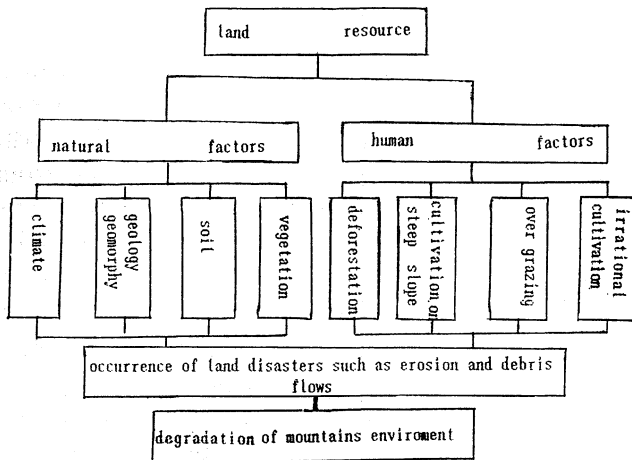 land resource
natural factors
human factors
climate
geology
geomorphy
soil
vegetation
deforestation
cultivation, on
steep slope
over grazing
irrational
cultivation
occurrence of land disasters such as erosion and debris
flows
degradation of mountains enviroment